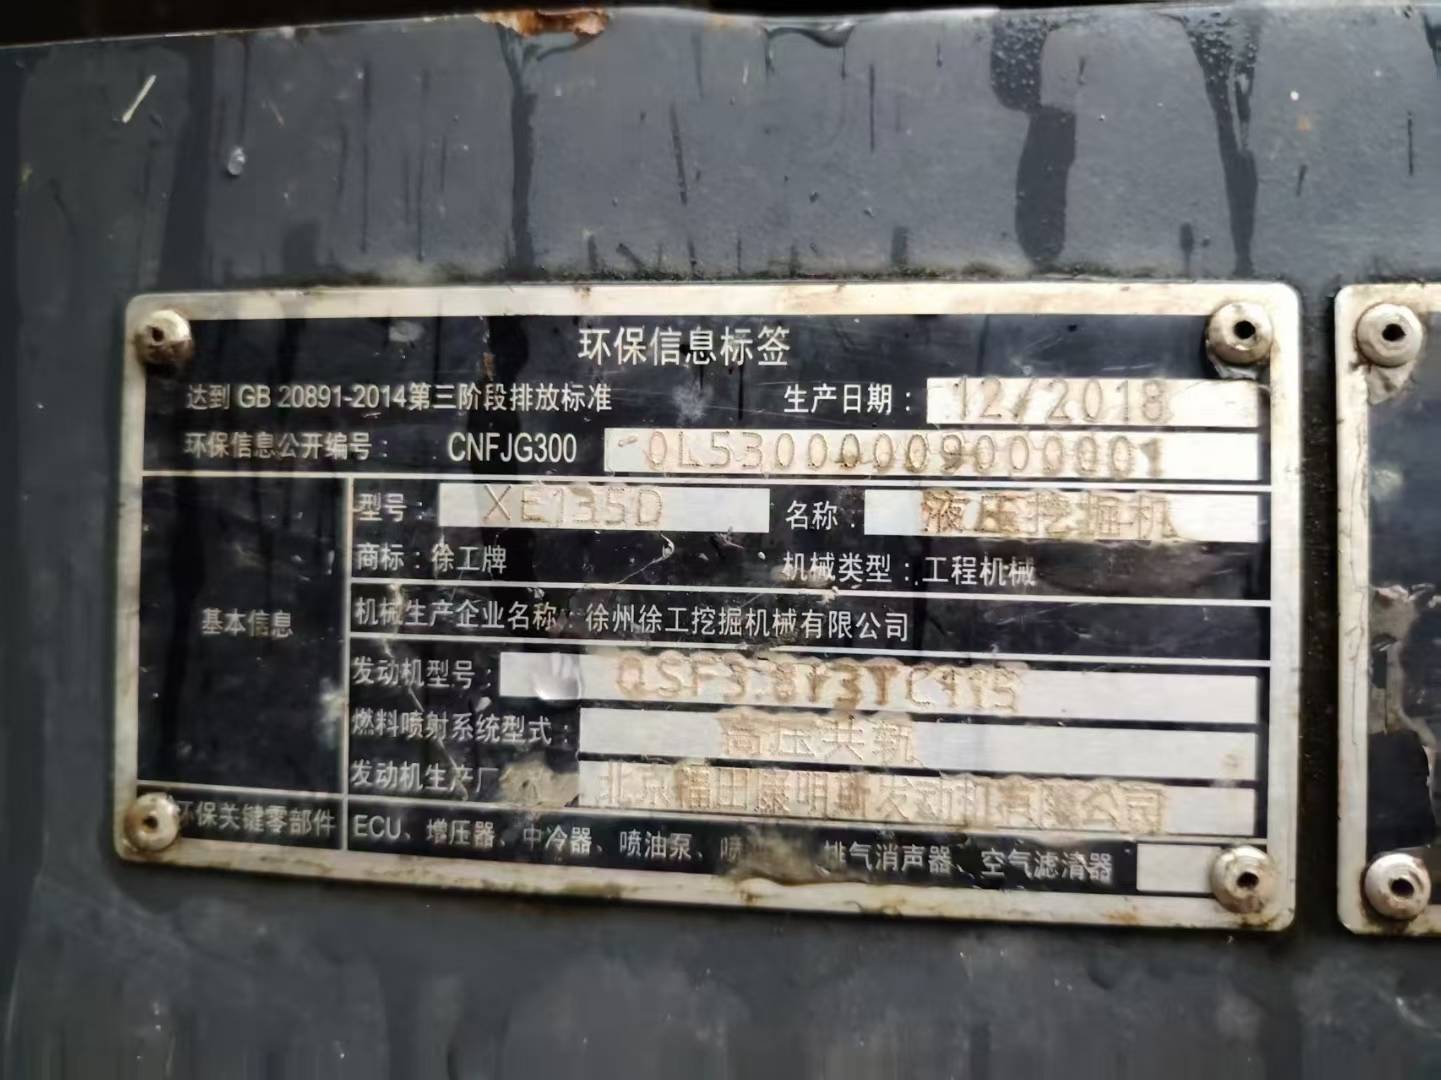 环保信息标签
达到 GB 20891-2014第三阶段排放标准 生产日期：12/2018
环保信息公开编号： CNFJG300 0L53000009000001
基本信息
型号： XE135D 名称： 液压挖掘机
商标：徐工牌 机械类型：工程机械
机械生产企业名称：徐州徐工挖掘机械有限公司
发动机型号： QSF3.8T3TC115
燃料喷射系统型式： 高压共轨
发动机生产厂 北京福田康明斯发动机有限公司
环保关键零部件 ECU、增压器、中冷器、喷油泵、喷 排气消声器、空气滤清器